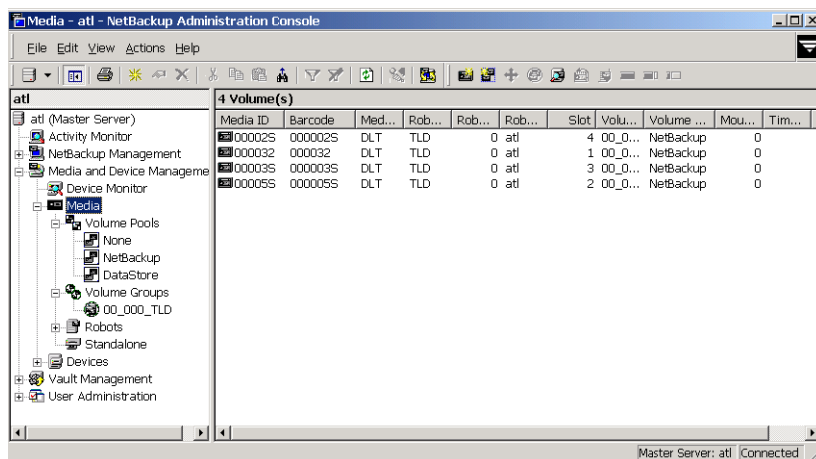 Media - atl - NetBackup Administration Console
File Edit View Actions Help
atl
4 Volume(s)
atl (Master Server)
Activity Monitor
NetBackup Management
Media and Device Manageme
Device Monitor
Media
Volume Pools
None
NetBackup
DataStore
Volume Groups
00_000_TLD
Robots
Standalone
Devices
Vault Management
User Administration
Media ID Barcode Med... Rob... Rob... Rob... Slot Volu... Volume ... Mou... Tim...
00002S 000002S DLT TLD 0 atl 4 00_0... NetBackup 0
000032 000032 DLT TLD 0 atl 1 00_0... NetBackup 0
00003S 000003S DLT TLD 0 atl 3 00_0... NetBackup 0
00005S 000005S DLT TLD 0 atl 2 00_0... NetBackup 0
Master Server: atl Connected